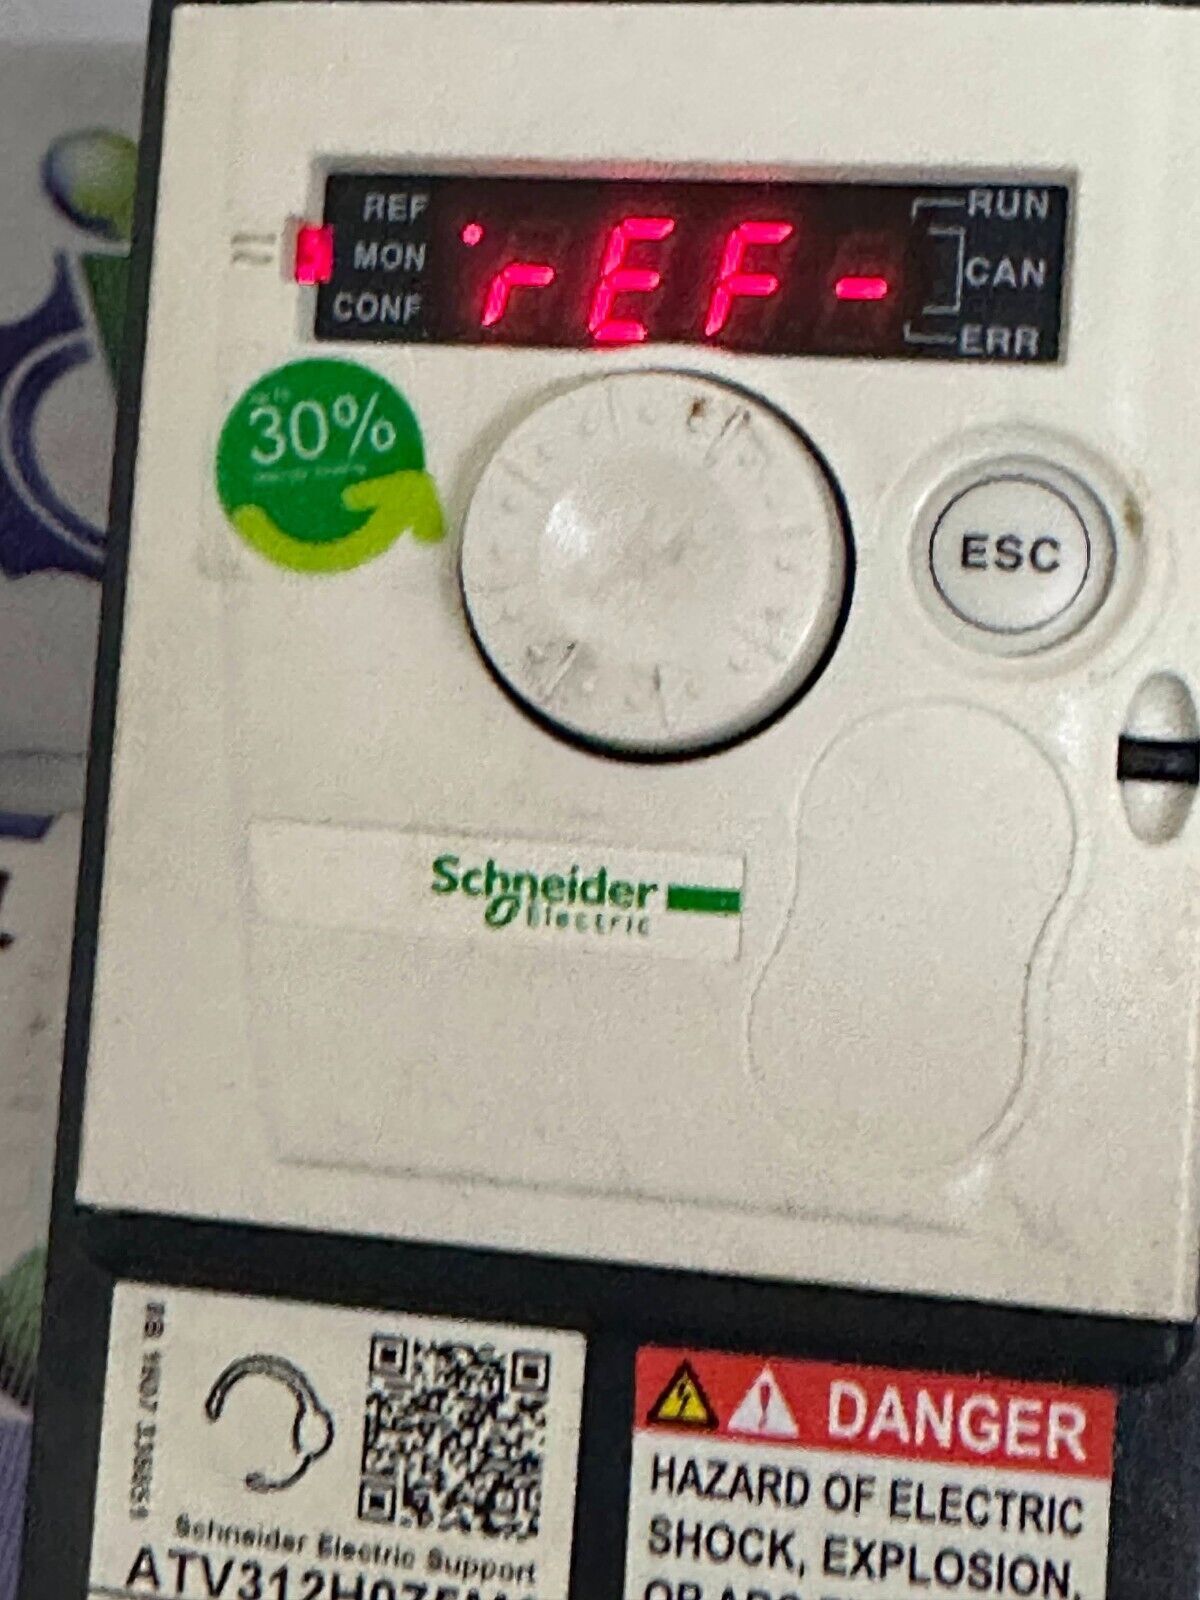 REF
MON
CONF
rEF-
RUN
CAN
ERR
30%
ESC
Schneider
Electric
Schneider Electric Support
ATV312H075M
DANGER
HAZARD OF ELECTRIC
SHOCK, EXPLOSION,